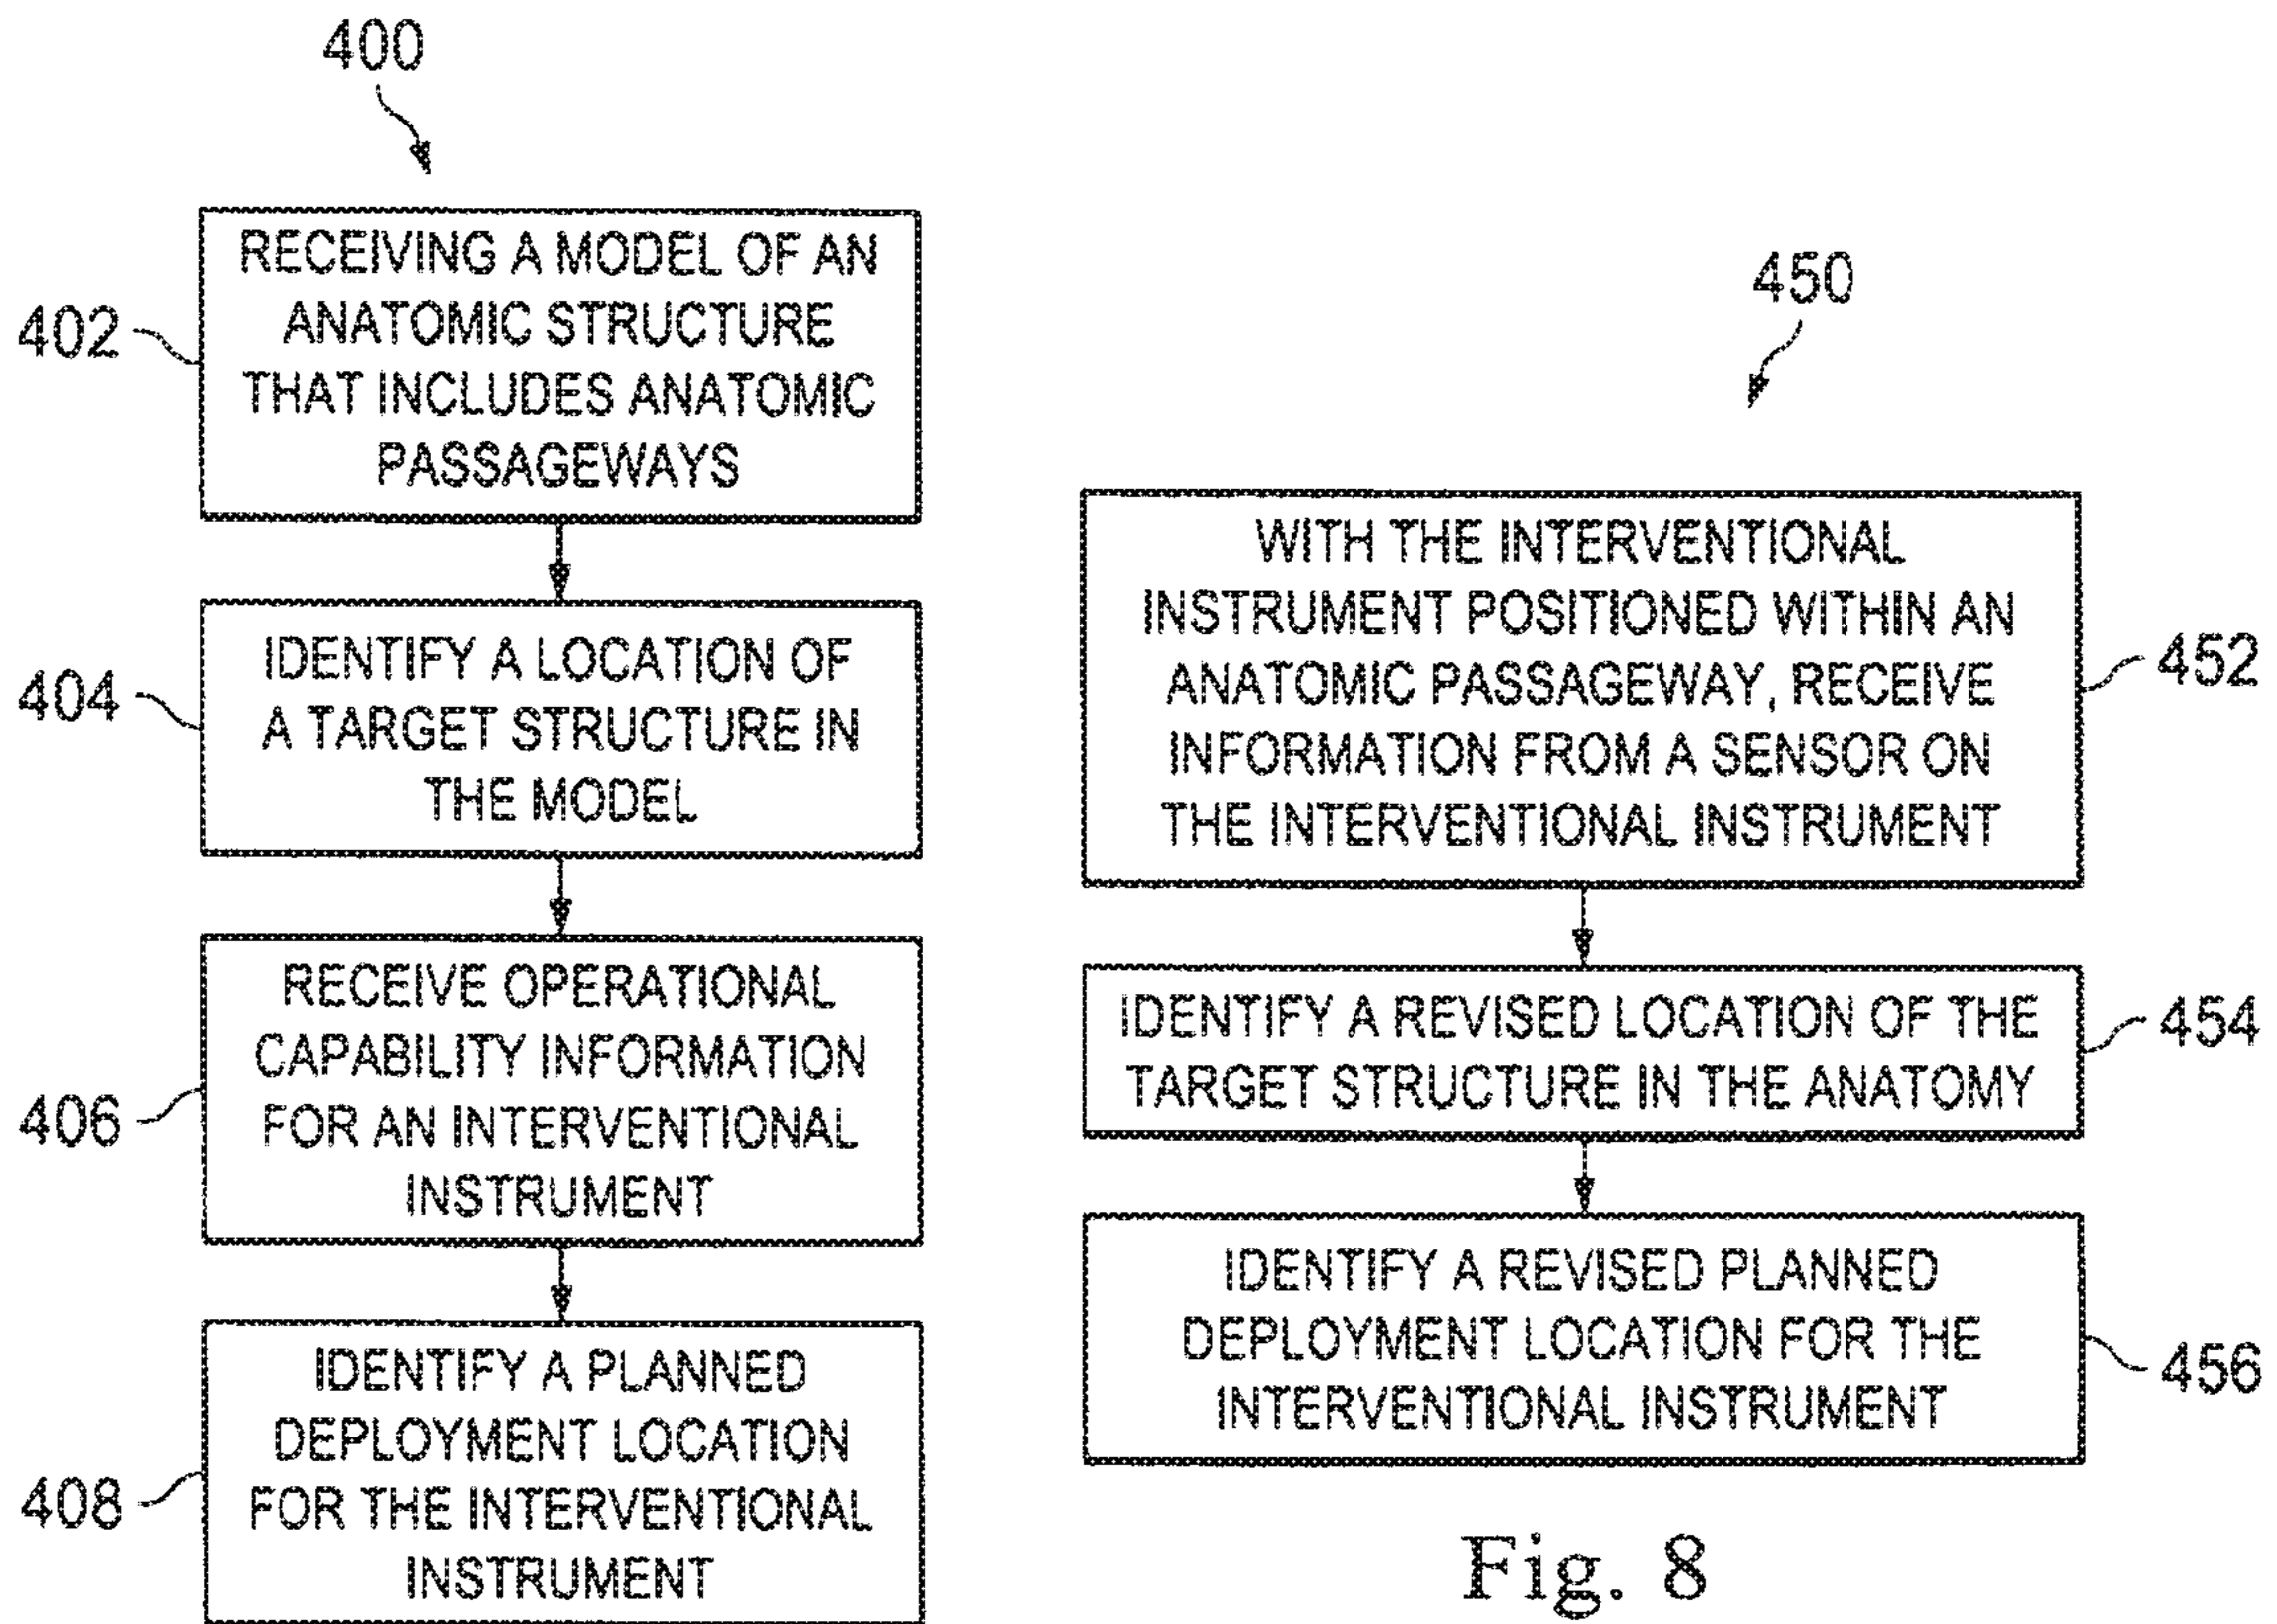 400
402
RECEIVING A MODEL OF AN
ANATOMIC STRUCTURE
THAT INCLUDES ANATOMIC
PASSAGEWAYS
404
IDENTIFY A LOCATION OF
A TARGET STRUCTURE IN
THE MODEL
406
RECEIVE OPERATIONAL
CAPABILITY INFORMATION
FOR AN INTERVENTIONAL
INSTRUMENT
408
IDENTIFY A PLANNED
DEPLOYMENT LOCATION
FOR THE INTERVENTIONAL
INSTRUMENT
450
WITH THE INTERVENTIONAL
INSTRUMENT POSITIONED WITHIN AN
ANATOMIC PASSAGEWAY, RECEIVE
INFORMATION FROM A SENSOR ON
THE INTERVENTIONAL INSTRUMENT
452
IDENTIFY A REVISED LOCATION OF THE
TARGET STRUCTURE IN THE ANATOMY
454
IDENTIFY A REVISED PLANNED
DEPLOYMENT LOCATION FOR THE
INTERVENTIONAL INSTRUMENT
456
Fig. 8